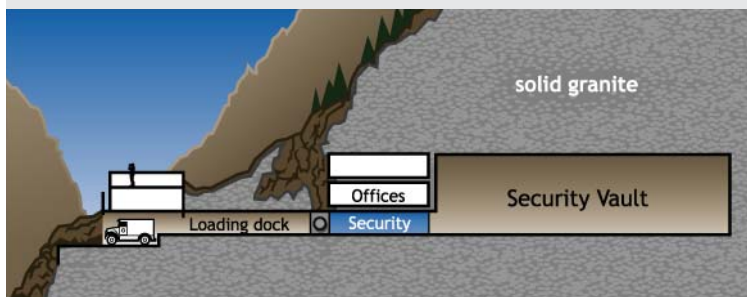 solid granite
Offices
Security Vault
Loading dock
Security